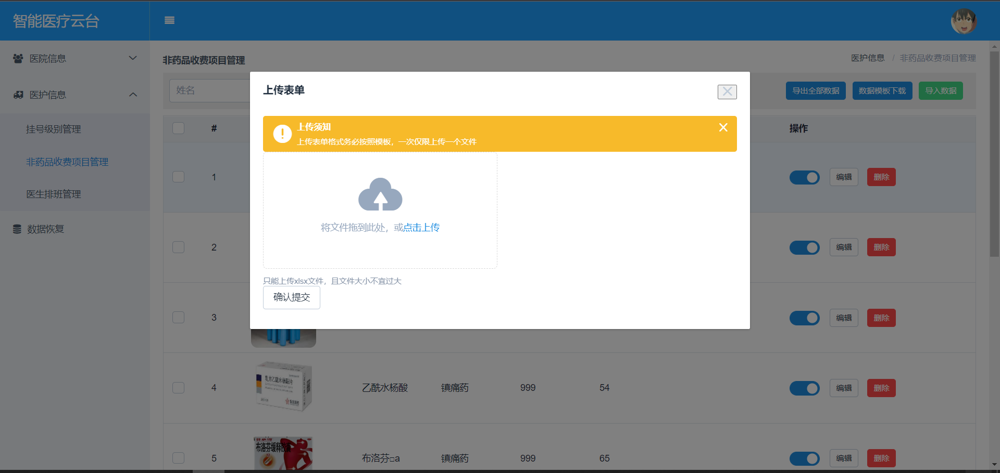 智能医疗云台
医院信息
医护信息
挂号级别管理
非药品收费项目管理
医生排班管理
数据恢复
非药品收费项目管理
医护信息 / 非药品收费项目管理
姓名
导出全部数据
数据模板下载
导入数据
上传表单
上传须知
上传表单格式务必按照模板，一次仅限上传一个文件
将文件拖到此处，或点击上传
只能上传xlsx文件，且文件大小不宜过大
确认提交
# 操作
1 编辑 删除
2 编辑 删除
3 编辑 删除
4 乙酰水杨酸 镇痛药 999 54 编辑 删除
复方乙酰水杨酸片
5 布洛芬□a 镇痛药 999 65 编辑 删除
布洛芬缓释胶囊